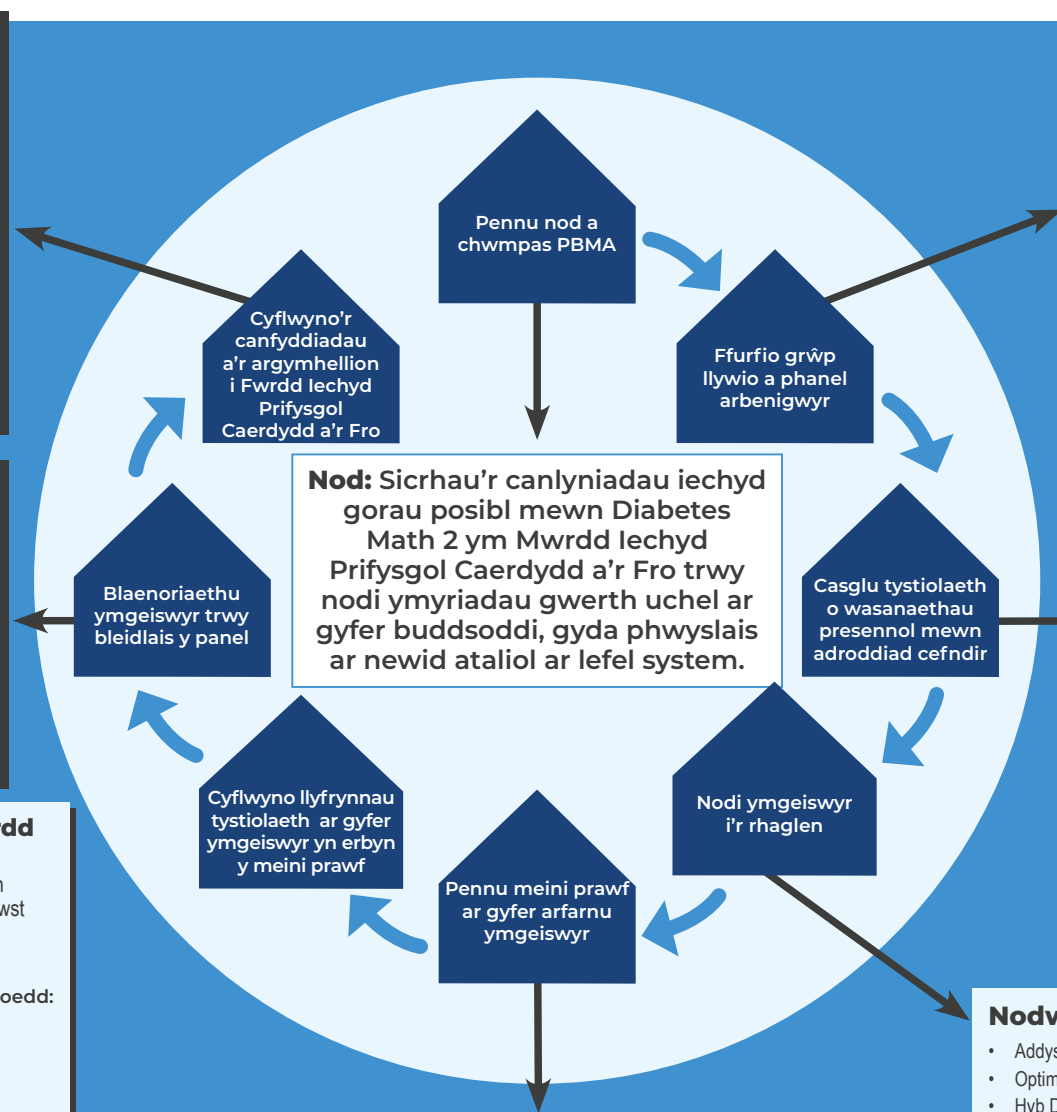 Pennu nod a
chwmpas PBMA
Ffurfio grŵp
llywio a phanel
arbenigwyr
Casglu tystiolaeth
o wasanaethau
presennol mewn
adroddiad cefndir
Nodi ymgeiswyr
i'r rhaglen
Pennu meini prawf
ar gyfer arfarnu
ymgeiswyr
Cyflwyno llyfrynnau
tystiolaeth ar gyfer
ymgeiswyr yn erbyn
y meini prawf
Blaenoriaethu
ymgeiswyr trwy
bleidlais y panel
Cyflwyno'r
canfyddiadau
a'r argymhellion
i Fwrdd Iechyd
Prifysgol
Caerdydd a'r Fro
Nod: Sicrhau'r canlyniadau iechyd
gorau posibl mewn Diabetes
Math 2 ym Mwrdd Iechyd
Prifysgol Caerdydd a'r Fro trwy
nodi ymyriadau gwerth uchel ar
gyfer buddsoddi, gyda phwyslais
ar newid ataliol ar lefel system.